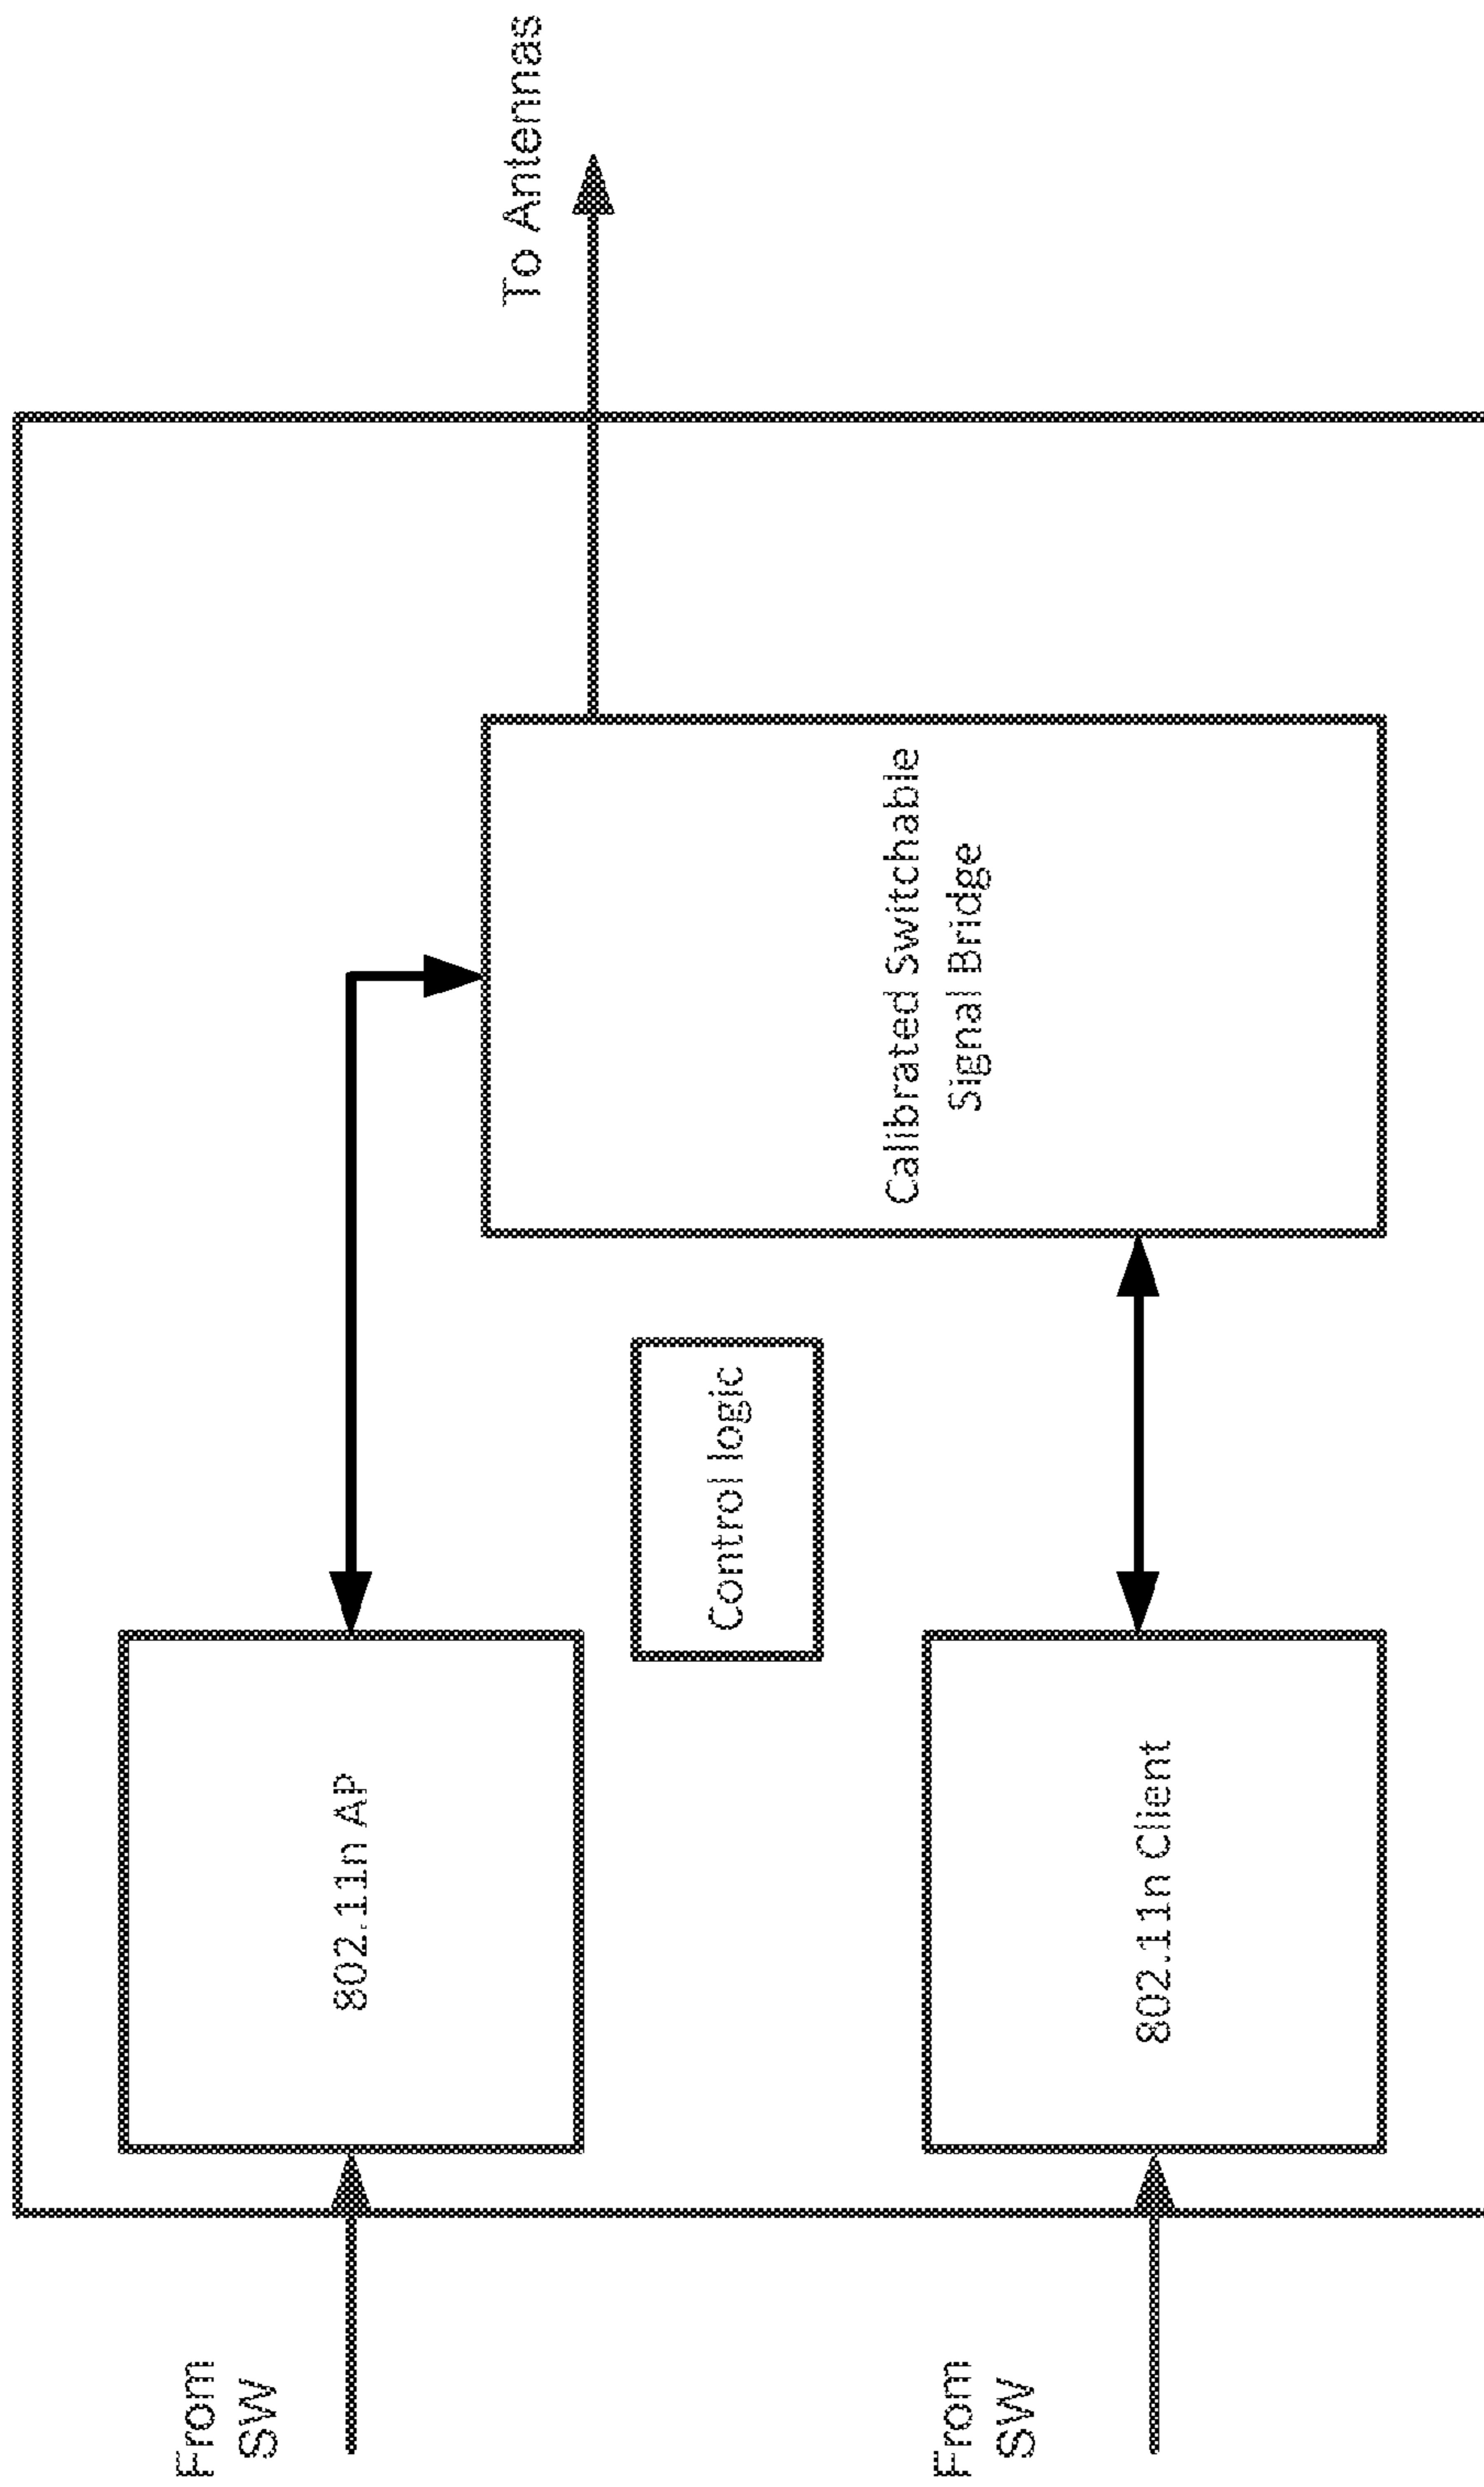 From
SW
802.11n AP
To Antennas
Control logic
Calibrated Switchable
Signal Bridge
From
SW
802.11n Client